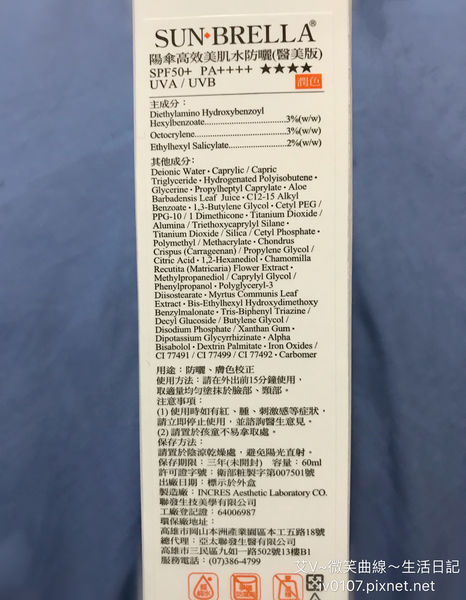 SUN·BRELLA®
陽傘高效美肌水防曬(醫美版)
SPF50+ PA++++ ★★★★
UVA / UVB 潤色
主成分:
Diethylamino Hydroxybenzoyl
Hexylbenzoate....................3%(w/w)
Octocrylene.......................3%(w/w)
Ethylhexyl Salicylate................2%(w/w)
其他成分:
Deionic Water·Caprylic / Capric
Triglyceride·Hydrogenated Polyisobutene·
Glycerine·Propylheptyl Caprylate·Aloe
Barbadensis Leaf Juice·C12-15 Alkyl
Benzoate·1,3-Butylene Glycol·Cetyl PEG /
PPG-10 / 1 Dimethicone·Titanium Dioxide /
Alumina / Triethoxycaprylyl Silane·
Titanium Dioxide / Silica / Cetyl Phosphate·
Polymethyl / Methacrylate·Chondrus
Crispus (Carrageenan) / Propylene Glycol /
Citric Acid·1,2-Hexanediol·Chamomilla
Recutita (Matricaria) Flower Extract·
Methylpropanediol / Caprylyl Glycol /
Phenylpropanol·Polyglyceryl-3
Diisostearate·Myrtus Communis Leaf
Extract·Bis-Ethylhexyl Hydroxydimethoxy
Benzylmalonate·Tris-Biphenyl Triazine /
Decyl Glucoside / Butylene Glycol /
Disodium Phosphate / Xanthan Gum·
Dipotassium Glycyrrhizinate·Alpha
Bisabolol·Dextrin Palmitate·Iron Oxides /
CI 77491 / CI 77499 / CI 77492·Carbomer
用途:防曬、膚色校正
使用方法:請在外出前15分鐘使用,
取適量均勻塗抹於臉部、頸部。
注意事項:
(1) 使用時如有紅、腫、刺激感等症狀,
請立即停止使用,並諮詢醫生意見。
(2) 請置於孩童不易拿取處。
保存方法:
請置於陰涼乾燥處,避免陽光直射。
保存期限:三年(未開封) 容量:60ml
許可證字號:衛部粧製字第007501號
出廠日期:標示於外盒
製造廠:INCRES Aesthetic Laboratory CO.
聯發生技美學有限公司
工廠登記證:64006987
環保廠地址:
高雄市岡山本洲產業園區本工五路18號
總代理:亞太聯發生醫有限公司
高雄市三民區九如一路502號13樓B1
服務電話:(07)386-4799
艾V~微笑曲線~生活日記
iv0107.pixnet.net